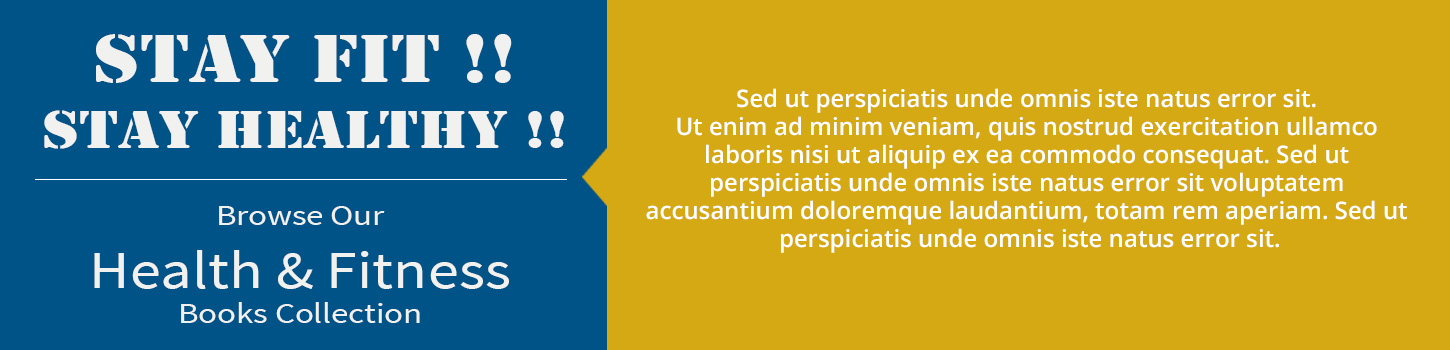 STAY FIT !!
STAY HEALTHY !!
Browse Our
Health & Fitness
Books Collection
Sed ut perspiciatis unde omnis iste natus error sit.
Ut enim ad minim veniam, quis nostrud exercitation ullamco
laboris nisi ut aliquip ex ea commodo consequat. Sed ut
perspiciatis unde omnis iste natus error sit voluptatem
accusantium doloremque laudantium, totam rem aperiam. Sed ut
perspiciatis unde omnis iste natus error sit.